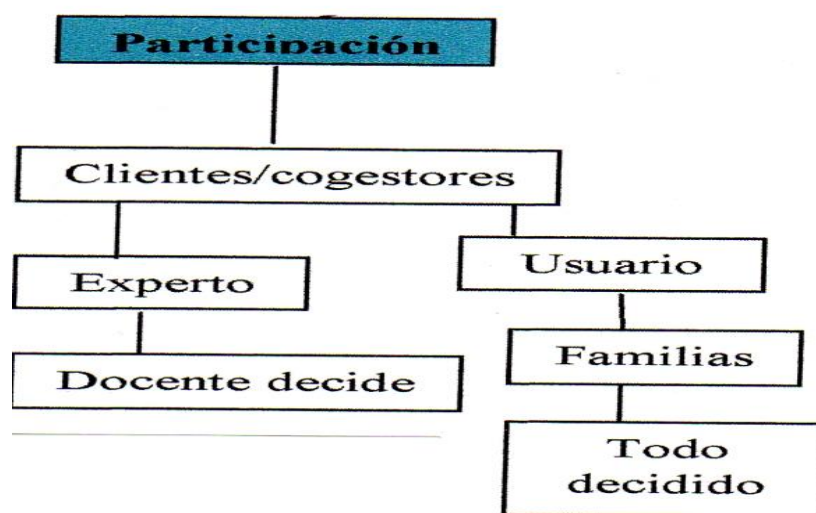 Participación
Clientes/cogestores
Experto
Usuario
Docente decide
Familias
Todo
decidido